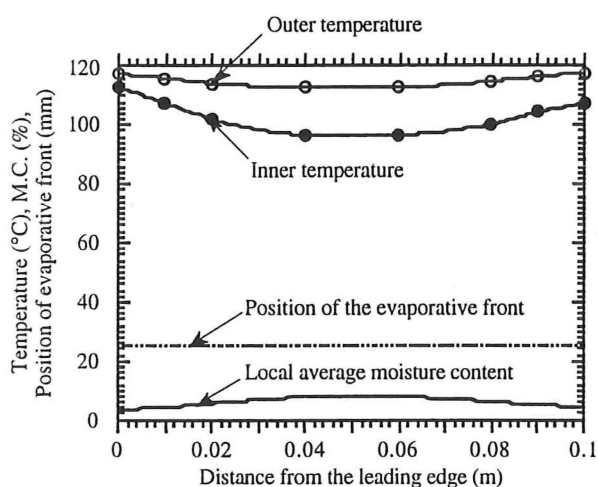 Outer temperature
120
100
80
60
40
20
0
Temperature (°C), M.C. (%),
Position of evaporative front (mm)
Inner temperature
Position of the evaporative front
Local average moisture content
0 0.02 0.04 0.06 0.08 0.1
Distance from the leading edge (m)